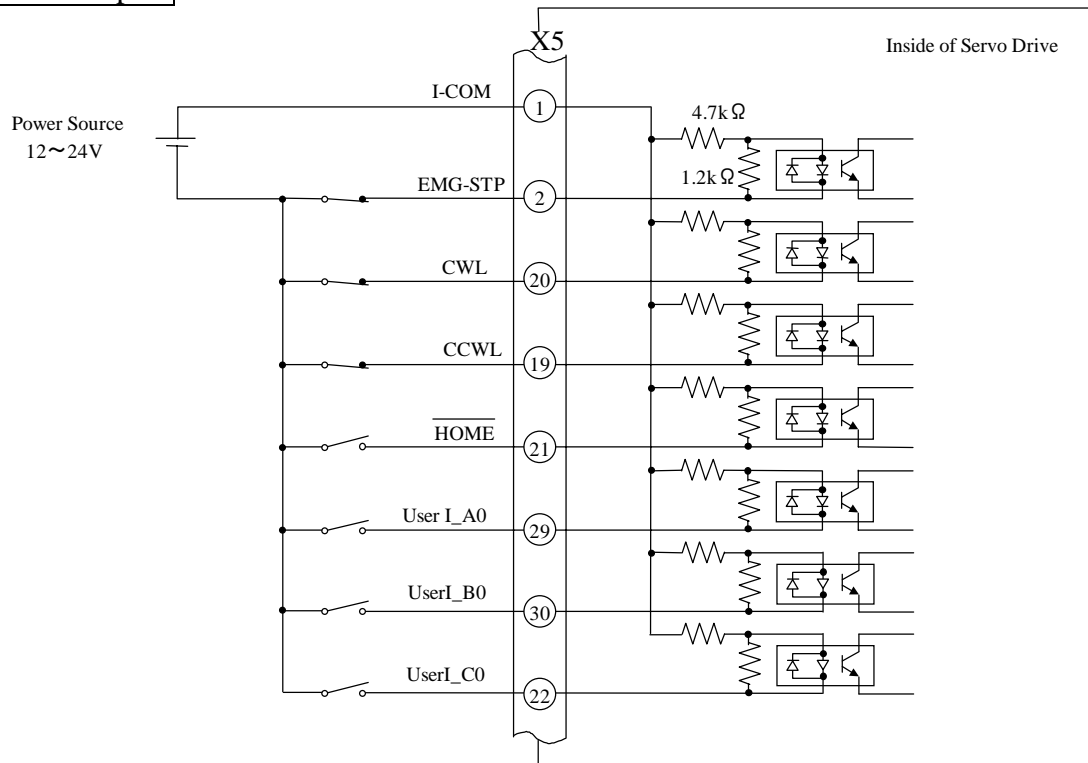 X5
Inside of Servo Drive
I-COM
1
Power Source
12～24V
4.7kΩ
1.2kΩ
EMG-STP
2
CWL
20
CCWL
19
HOME
21
User I_A0
29
UserI_B0
30
UserI_C0
22